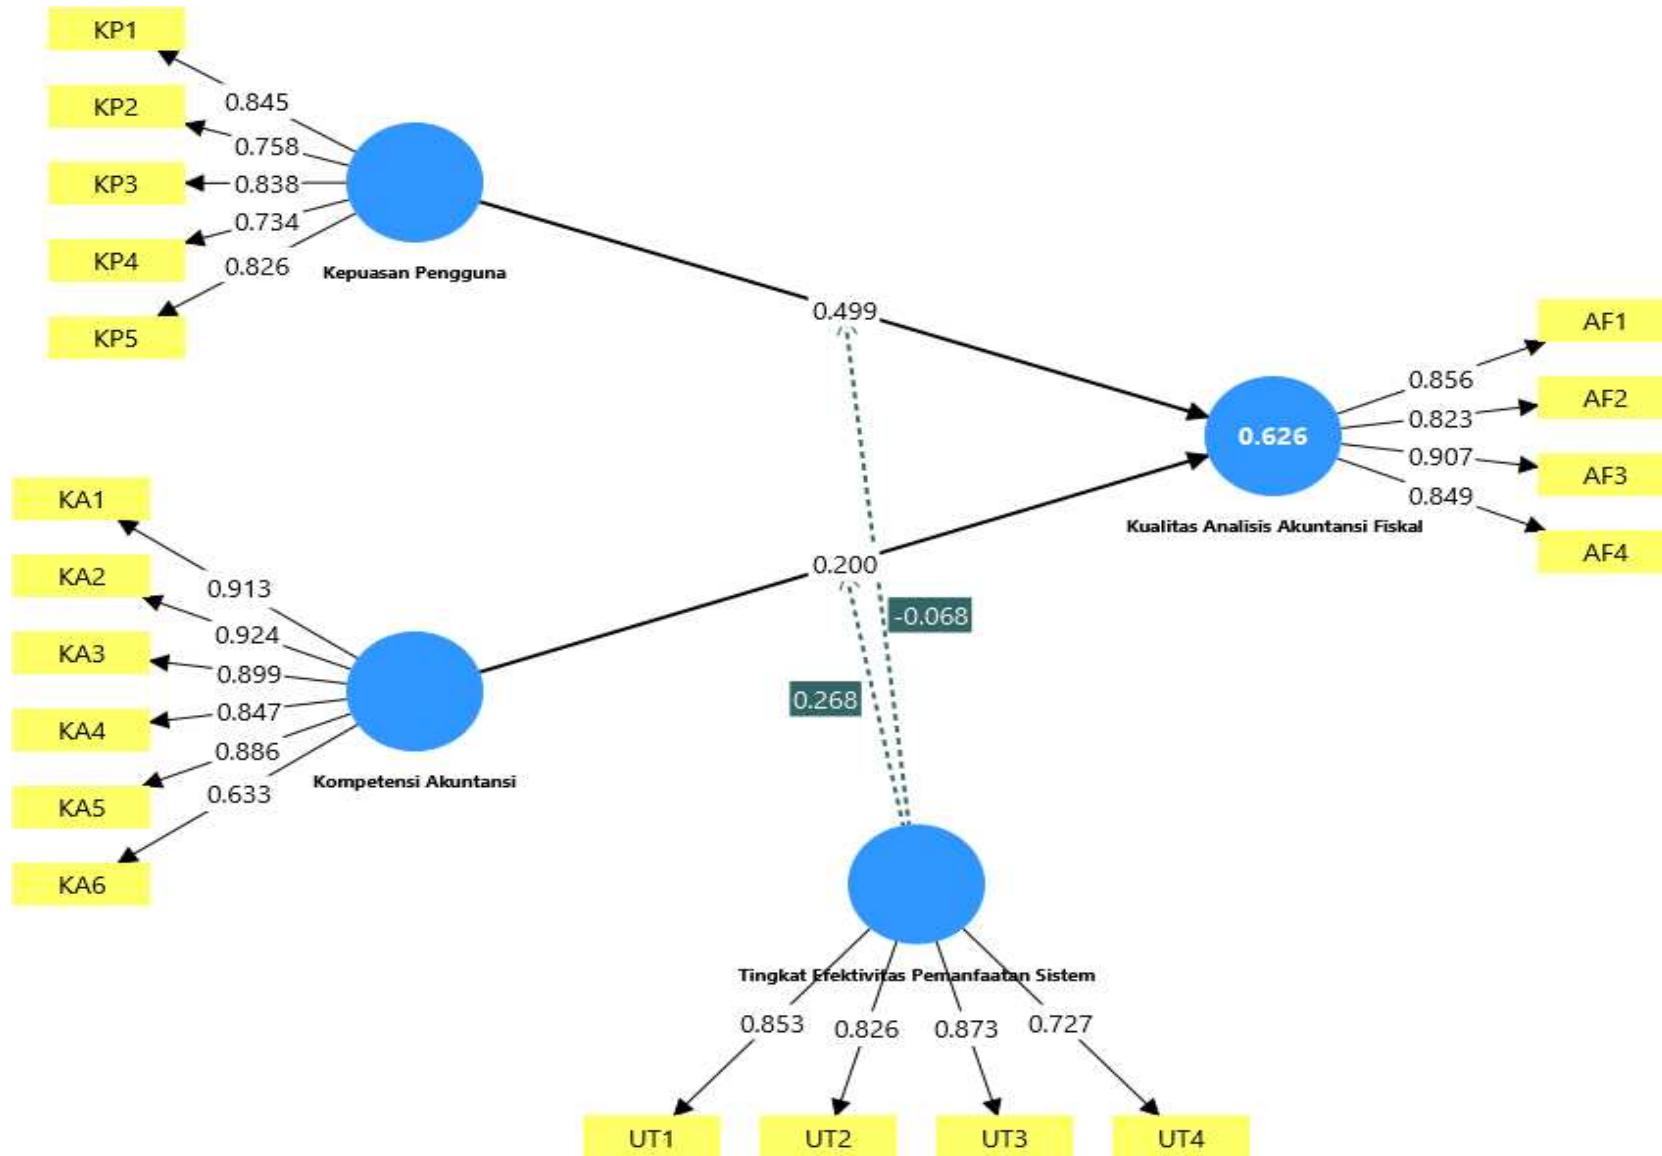 KP1
0.845
KP2
0.758
KP3
0.838
0.734
KP4
0.826
KP5
Kepuasan Pengguna
0.499
KA1
0.913
KA2
0.924
KA3
0.899
0.847
KA4
0.886
KA5
0.633
KA6
Kompetensi Akuntansi
0.200
-0.068
0.268
0.626
Kualitas Analisis Akuntansi Fiskal
AF1
0.856
AF2
0.823
0.907
AF3
0.849
AF4
Tingkat Efektivitas Pemanfaatan Sistem
0.853
0.826
0.873
0.727
UT1
UT2
UT3
UT4